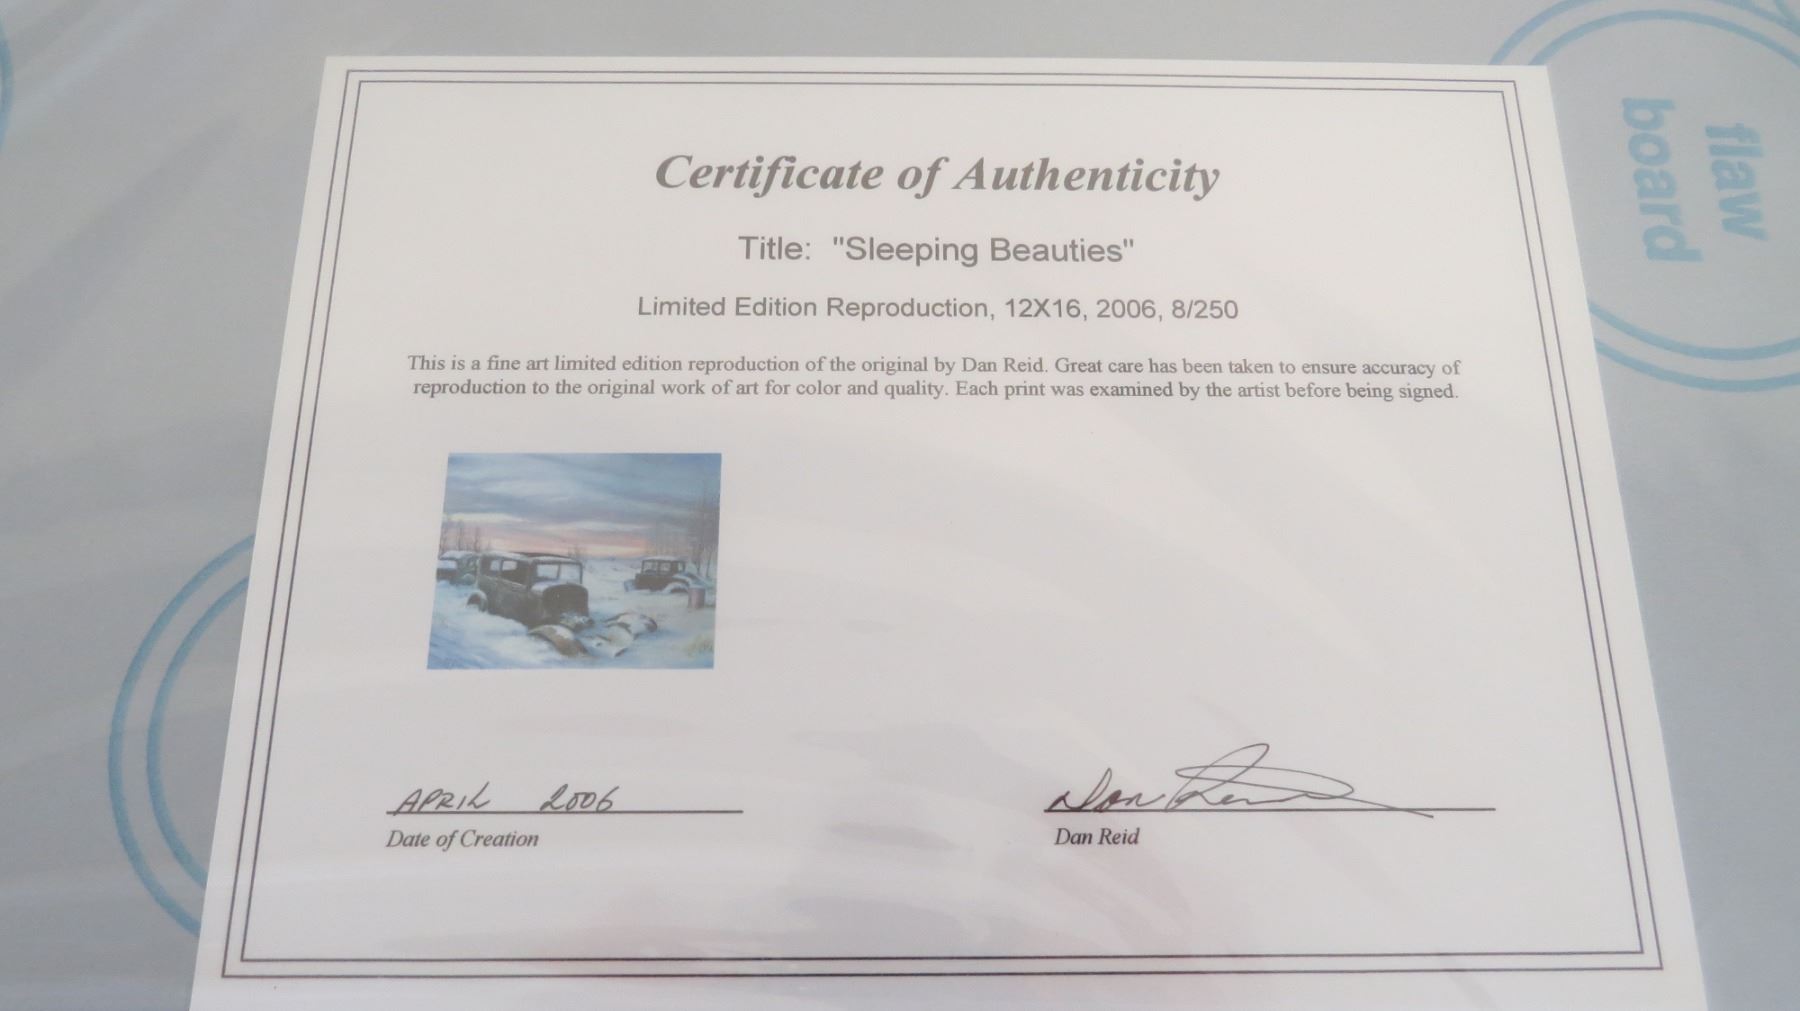 Certificate of Authenticity
Title: "Sleeping Beauties"
Limited Edition Reproduction, 12X16, 2006, 8/250
This is a fine art limited edition reproduction of the original by Dan Reid. Great care has been taken to ensure accuracy of
reproduction to the original work of art for color and quality. Each print was examined by the artist before being signed.
APRIL 2006
Date of Creation
Dan Reid
Dan Reid
flaw
board